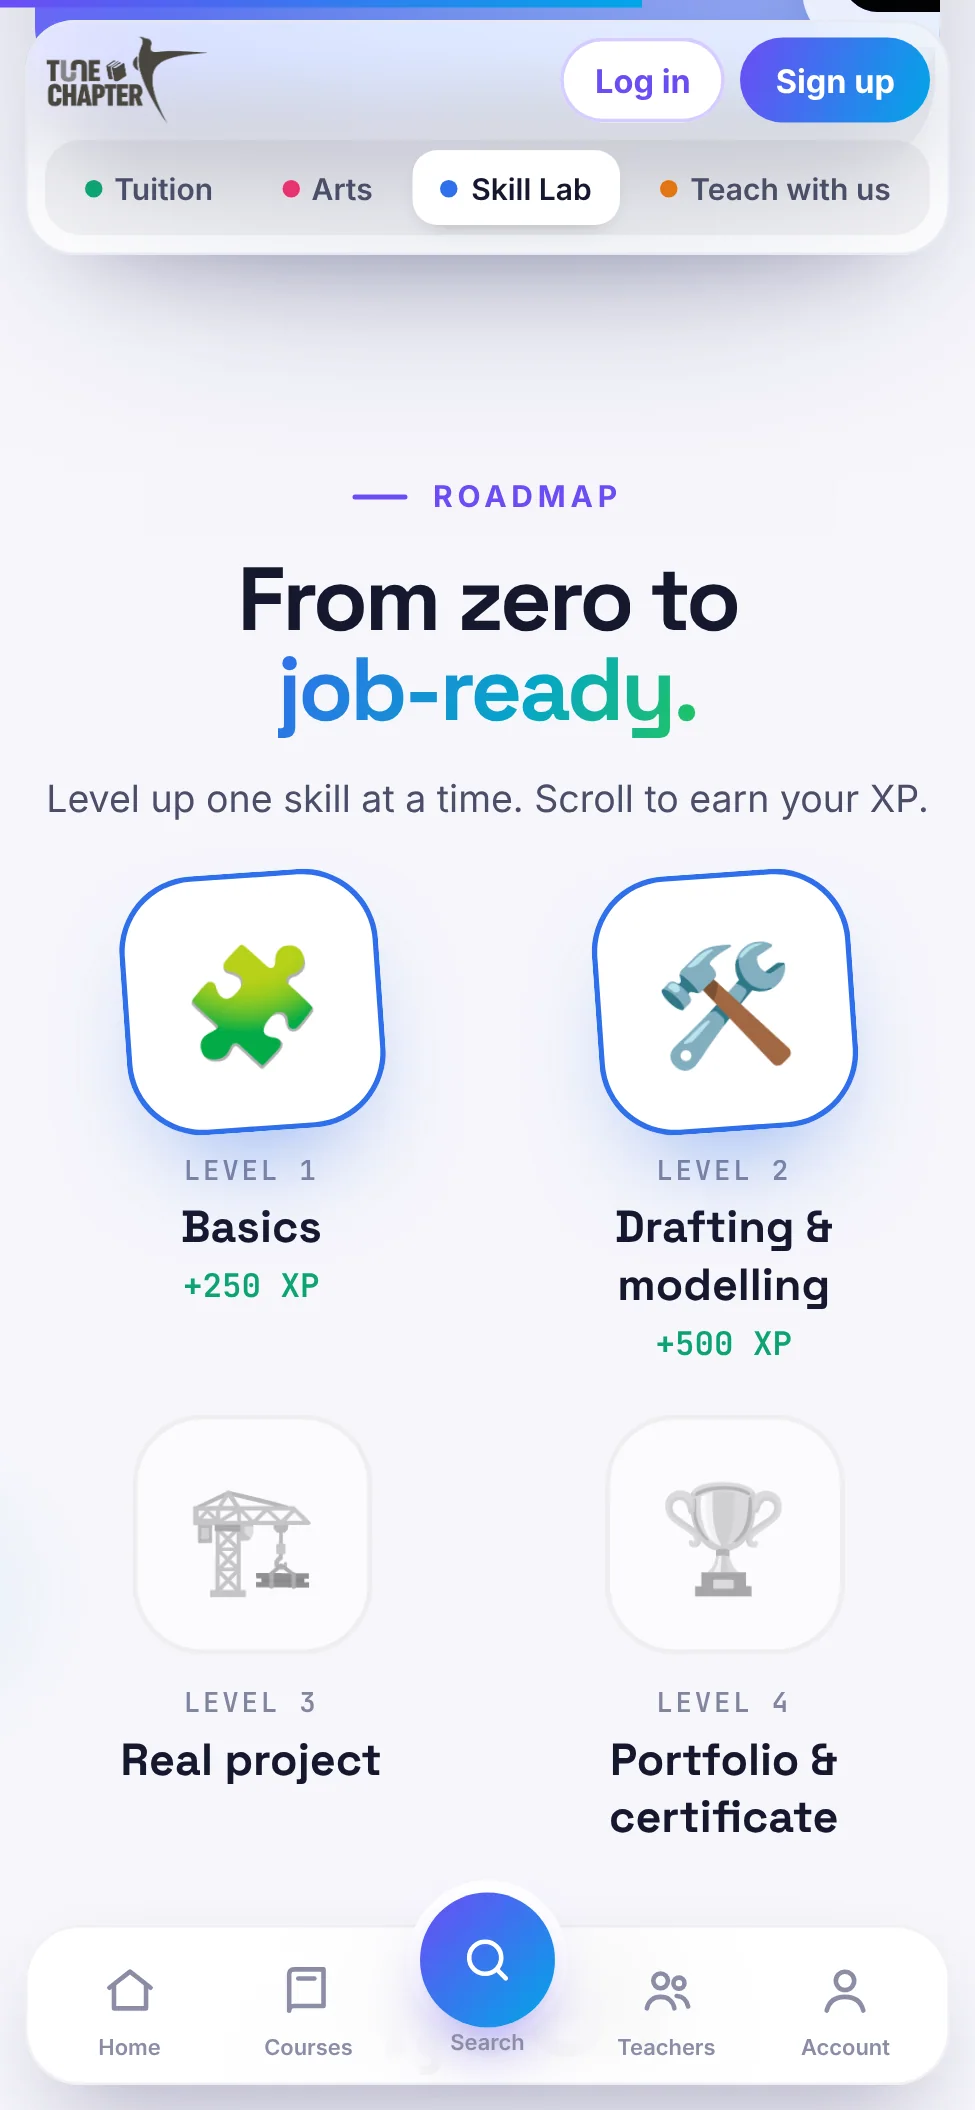 TUNE
CHAPTER
Log in
Sign up
Tuition
Arts
Skill Lab
Teach with us
ROADMAP
From zero to
job-ready.
Level up one skill at a time. Scroll to earn your XP.
LEVEL 1
Basics
+250 XP
LEVEL 2
Drafting &
modelling
+500 XP
LEVEL 3
Real project
LEVEL 4
Portfolio &
certificate
Home
Courses
Search
Teachers
Account